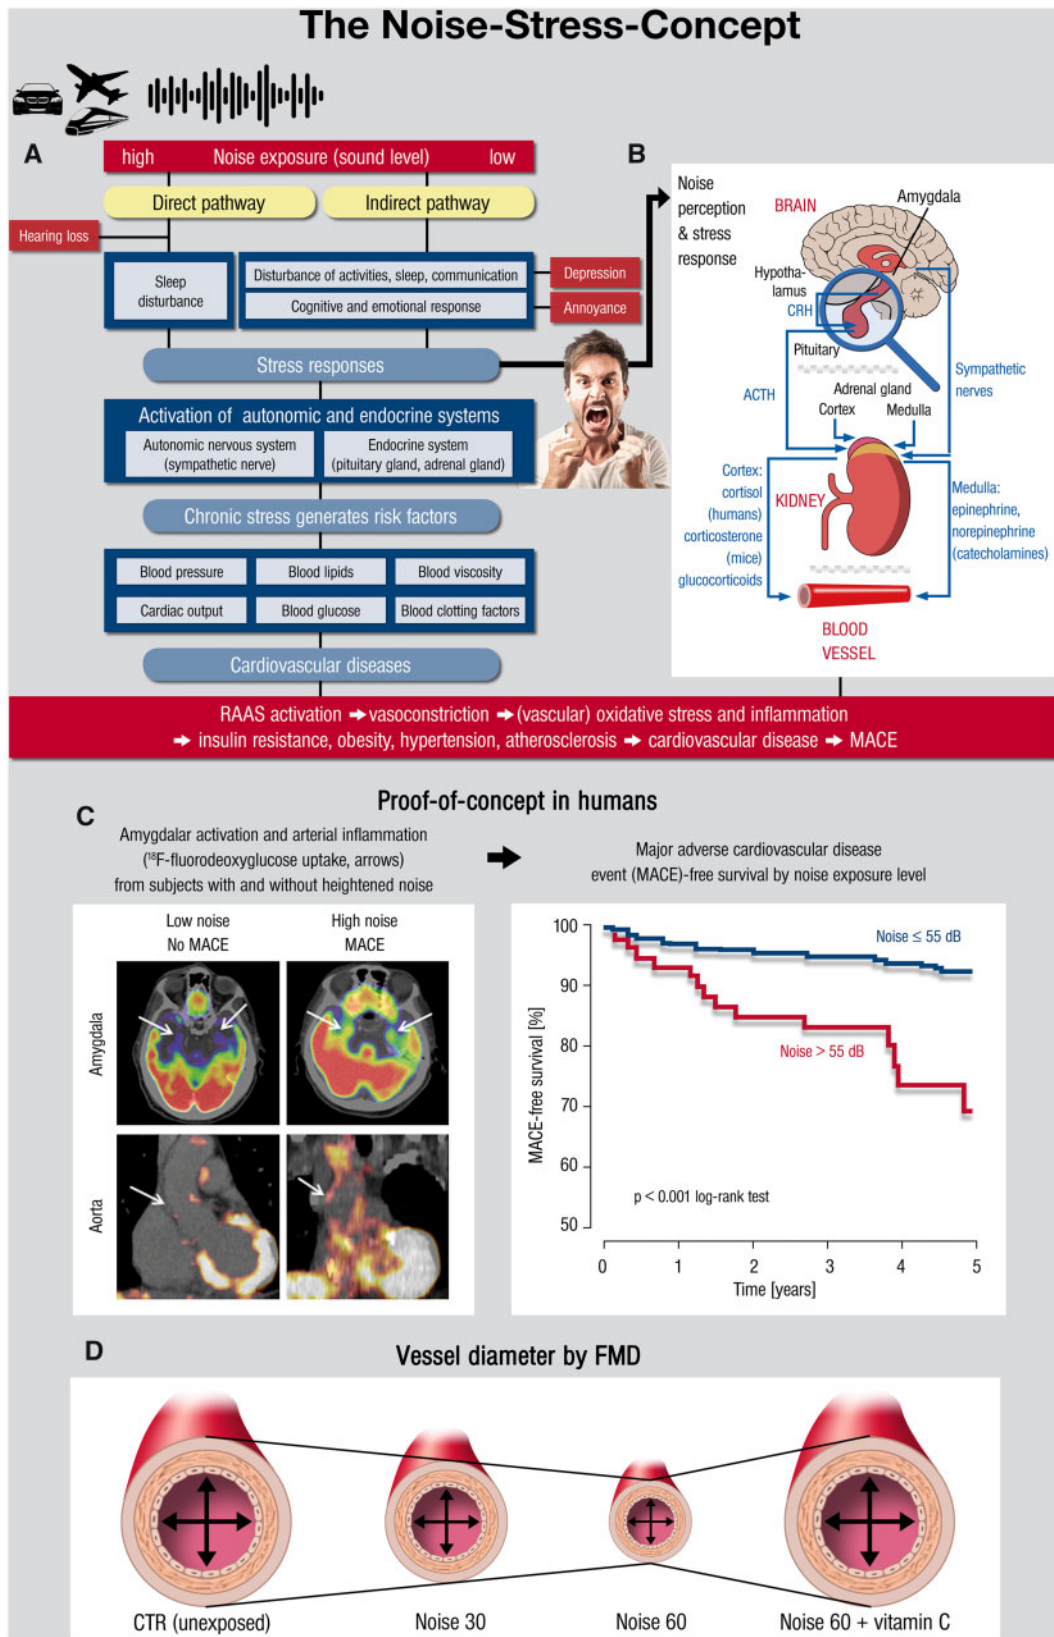 The Noise-Stress-Concept
A
high Noise exposure (sound level) low
Direct pathway
Indirect pathway
Hearing loss
Sleep
disturbance
Disturbance of activities, sleep, communication
Cognitive and emotional response
Depression
Annoyance
Stress responses
Activation of autonomic and endocrine systems
Autonomic nervous system
(sympathetic nerve)
Endocrine system
(pituitary gland, adrenal gland)
Chronic stress generates risk factors
Blood pressure
Blood lipids
Blood viscosity
Cardiac output
Blood glucose
Blood clotting factors
Cardiovascular diseases
B
Noise
perception
& stress
response
BRAIN
Amygdala
Hypotha-
lamus
CRH
Pituitary
Sympathetic
nerves
ACTH
Adrenal gland
Cortex
Medulla
Cortex:
cortisol
(humans)
corticosterone
(mice)
glucocorticoids
KIDNEY
Medulla:
epinephrine,
norepinephrine
(catecholamines)
BLOOD
VESSEL
RAAS activation → vasoconstriction → (vascular) oxidative stress and inflammation
→ insulin resistance, obesity, hypertension, atherosclerosis → cardiovascular disease → MACE
C
Proof-of-concept in humans
Amygdalar activation and arterial inflammation
(¹⁸F-fluorodeoxyglucose uptake, arrows)
from subjects with and without heightened noise
Major adverse cardiovascular disease
event (MACE)-free survival by noise exposure level
Low noise
No MACE
High noise
MACE
Amygdala
Aorta
MACE-free survival [%]
100
90
80
70
60
50
Noise ≤ 55 dB
Noise > 55 dB
p < 0.001 log-rank test
0 1 2 3 4 5
Time [years]
D
Vessel diameter by FMD
CTR (unexposed)
Noise 30
Noise 60
Noise 60 + vitamin C